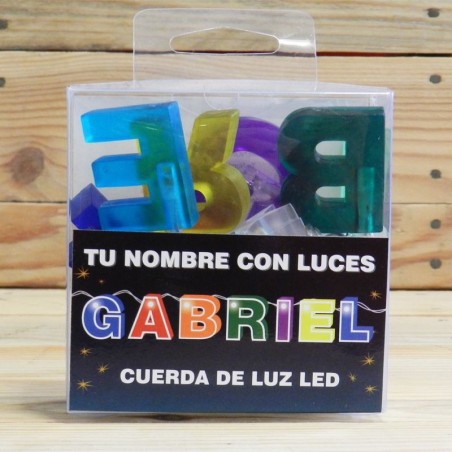 TU NOMBRE CON LUCES
GABRIEL
CUERDA DE LUZ LED